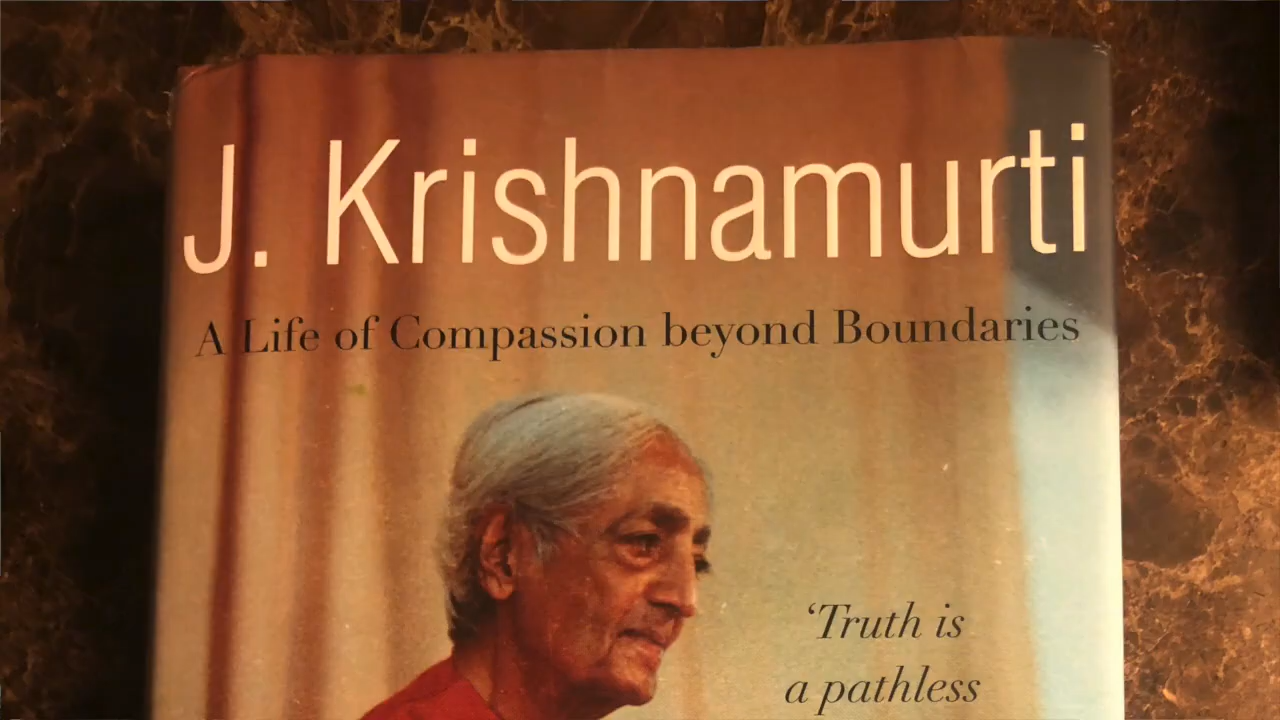 J. Krishnamurti
A Life of Compassion beyond Boundaries
‘Truth is
a pathless